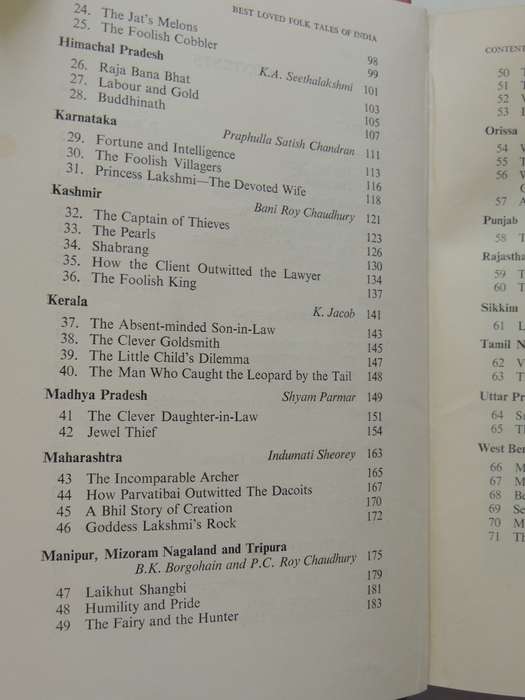 BEST LOVED FOLK TALES OF INDIA
24. The Jat's Melons 98
25. The Foolish Cobbler 99
Himachal Pradesh K.A. Seethalakshmi 101
26. Raja Bana Bhat 103
27. Labour and Gold 105
28. Buddhinath 107
Karnataka Praphulla Satish Chandran 111
29. Fortune and Intelligence 113
30. The Foolish Villagers 116
31. Princess Lakshmi—The Devoted Wife 118
Kashmir Bani Roy Chaudhury 121
32. The Captain of Thieves 123
33. The Pearls 126
34. Shabrang 130
35. How the Client Outwitted the Lawyer 134
36. The Foolish King 137
Kerala K. Jacob 141
37. The Absent-minded Son-in-Law 143
38. The Clever Goldsmith 145
39. The Little Child's Dilemma 147
40. The Man Who Caught the Leopard by the Tail 148
Madhya Pradesh Shyam Parmar 149
41 The Clever Daughter-in-Law 151
42 Jewel Thief 154
Maharashtra Indumati Sheorey 163
43 The Incomparable Archer 165
44 How Parvatibai Outwitted The Dacoits 167
45 A Bhil Story of Creation 170
46 Goddess Lakshmi's Rock 172
Manipur, Mizoram Nagaland and Tripura
B.K. Borgohain and P.C. Roy Chaudhury 175
47 Laikhut Shangbi 179
48 Humility and Pride 181
49 The Fairy and the Hunter 183
50
51
52
53
Orissa
54
55
56
57
Punjab
58
59
60
Sikkim
61
62
63
64
65
66
67
68
69
70
71